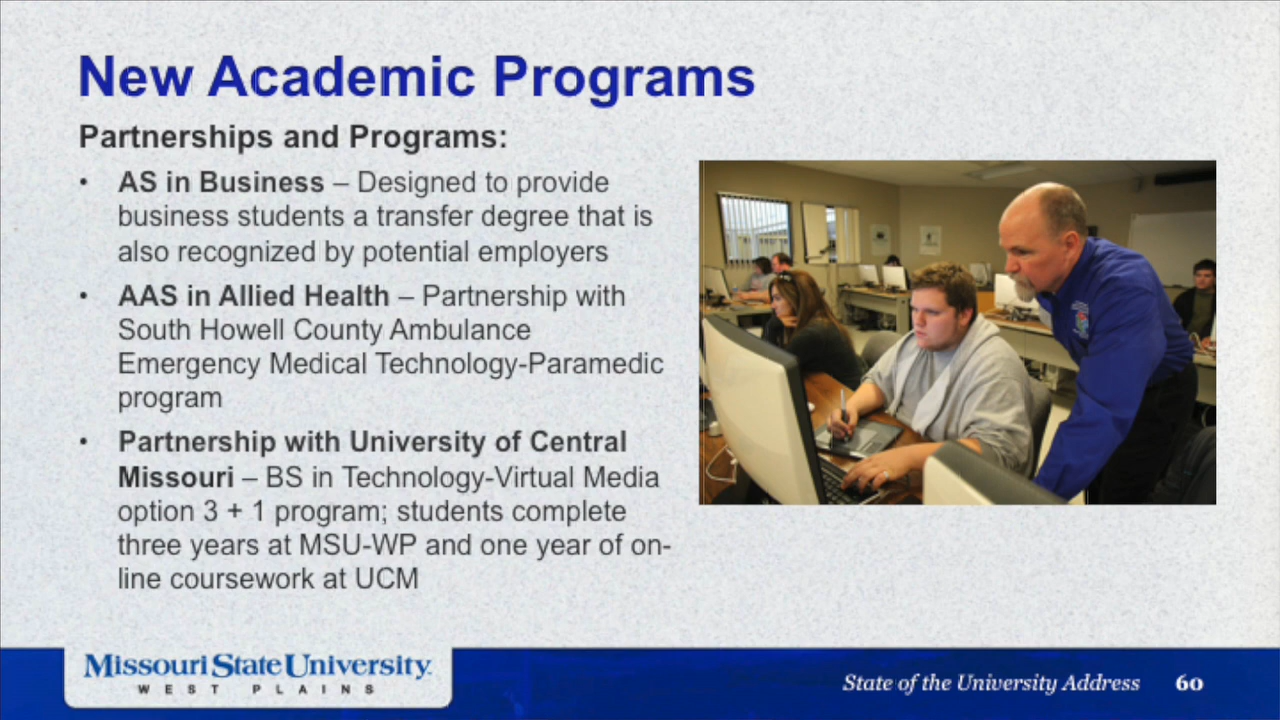 New Academic Programs
Partnerships and Programs:
• AS in Business – Designed to provide
business students a transfer degree that is
also recognized by potential employers
• AAS in Allied Health – Partnership with
South Howell County Ambulance
Emergency Medical Technology-Paramedic
program
• Partnership with University of Central
Missouri – BS in Technology-Virtual Media
option 3 + 1 program; students complete
three years at MSU-WP and one year of on-
line coursework at UCM
Missouri State University.
WEST PLAINS
State of the University Address 60